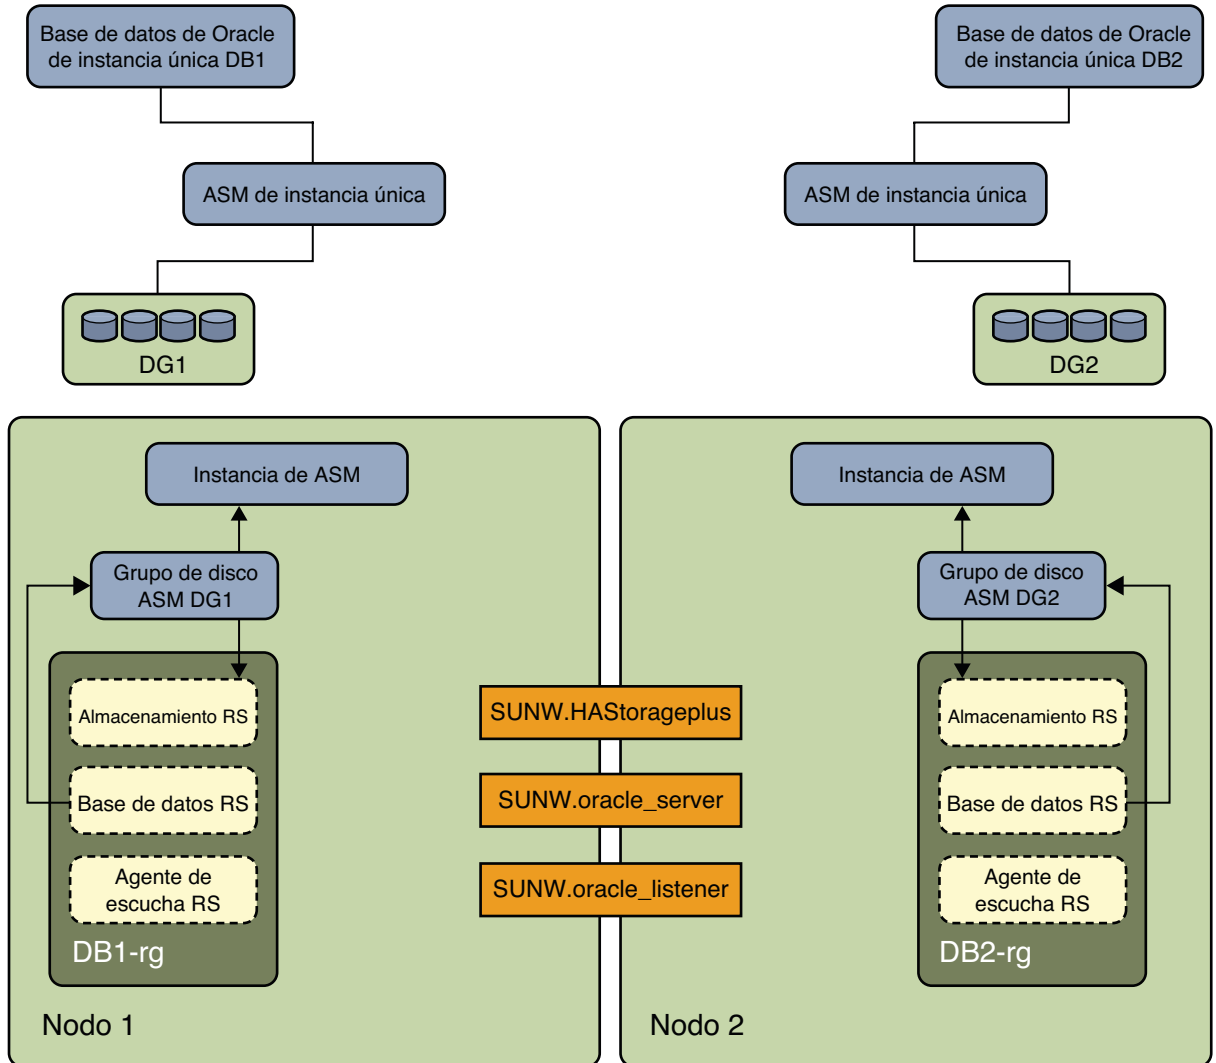 Base de datos de Oracle
de instancia única DB1
Base de datos de Oracle
de instancia única DB2
ASM de instancia única
ASM de instancia única
DG1
DG2
Instancia de ASM
Grupo de disco
ASM DG1
Almacenamiento RS
Base de datos RS
Agente de
escucha RS
DB1-rg
Nodo 1
SUNW.HAStorageplus
SUNW.oracle_server
SUNW.oracle_listener
Instancia de ASM
Grupo de disco
ASM DG2
Almacenamiento RS
Base de datos RS
Agente de
escucha RS
DB2-rg
Nodo 2